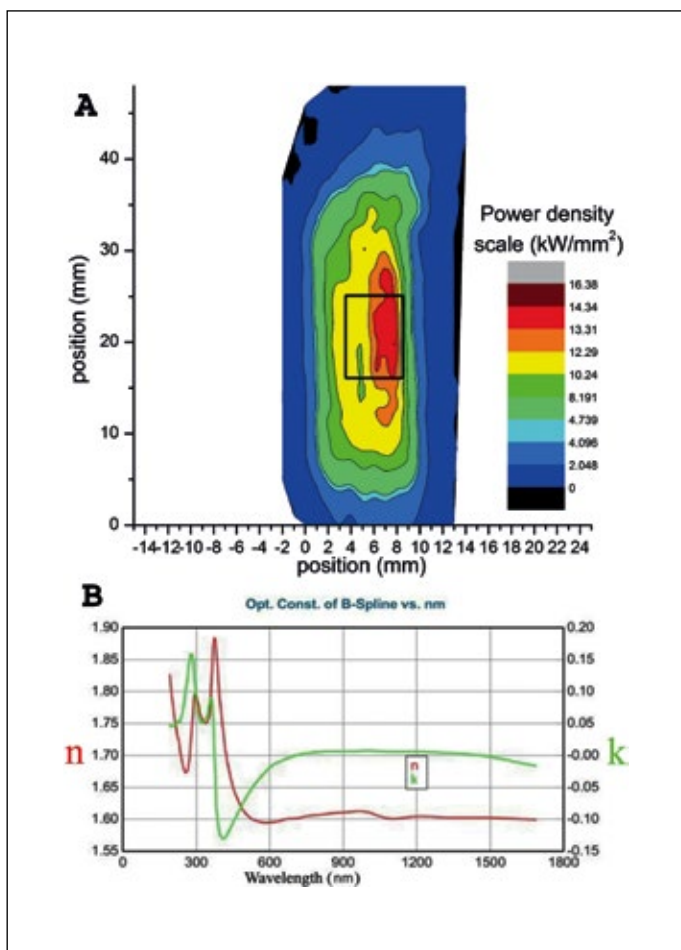 A
40
30
20
10
0
position (mm)
-14 -12 -10 -8 -6 -4 -2 0 2 4 6 8 10 12 14 16 18 20 22 24
position (mm)
Power density
scale (kW/mm²)
16.38
14.34
13.31
12.29
10.24
8.191
4.739
4.096
2.048
0
B
Opt. Const. of B-Spline vs. nm
1.90
1.85
1.80
1.75
1.70
1.65
1.60
1.55
n
0.20
0.15
0.10
0.05
-0.00
-0.05
-0.10
-0.15
k
n
k
0 300 600 900 1200 1500 1800
Wavelength (nm)